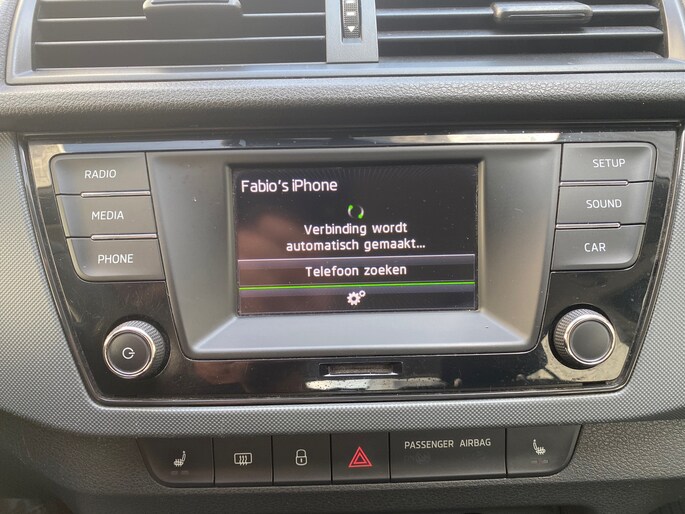 Fabio's iPhone
Verbinding wordt
automatisch gemaakt...
Telefoon zoeken
RADIO
MEDIA
PHONE
SETUP
SOUND
CAR
PASSENGER AIRBAG